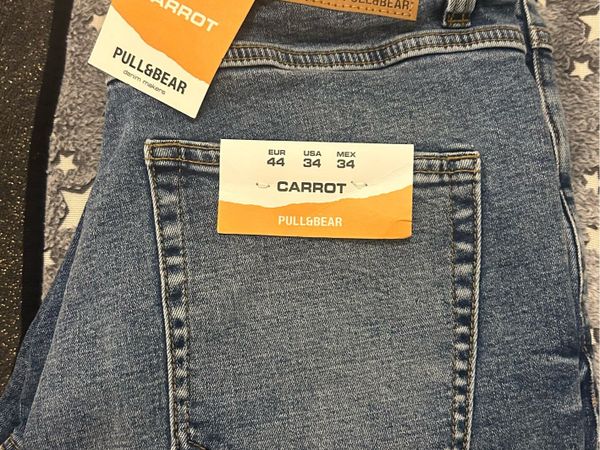 CARROT
PULL&BEAR
denim makers
PULL&BEAR
EUR USA MEX
44 34 34
CARROT
PULL&BEAR